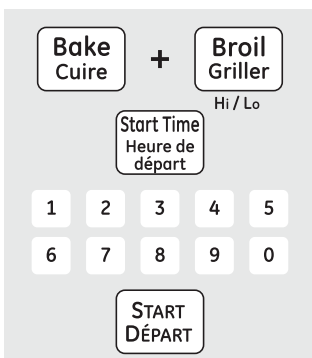 Bake + Broil
Cuire Griller
Hi / Lo
Start Time
Heure de
départ
1 2 3 4 5
6 7 8 9 0
START
DÉPART